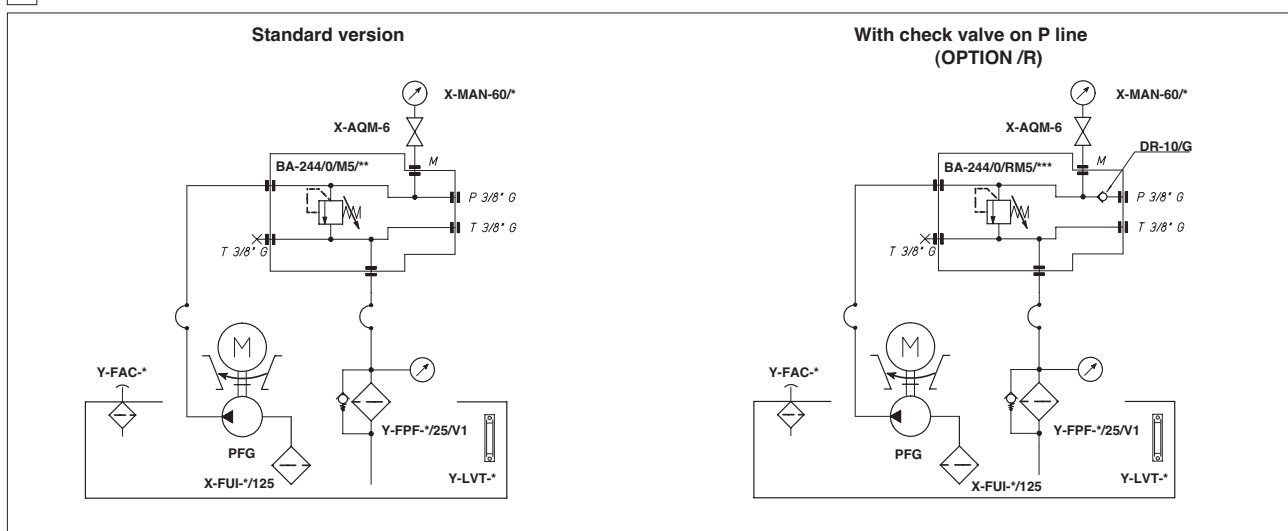 Standard version
X-MAN-60/*
X-AQM-6
BA-244/0/M5/**
M
P 3/8" G
T 3/8" G
T 3/8" G
M
Y-FAC-*
Y-FPF-*/25/V1
PFG
X-FUI-*/125
Y-LVT-*
With check valve on P line
(OPTION /R)
X-MAN-60/*
X-AQM-6
DR-10/G
BA-244/0/RM5/***
M
P 3/8" G
T 3/8" G
T 3/8" G
M
Y-FAC-*
Y-FPF-*/25/V1
PFG
X-FUI-*/125
Y-LVT-*